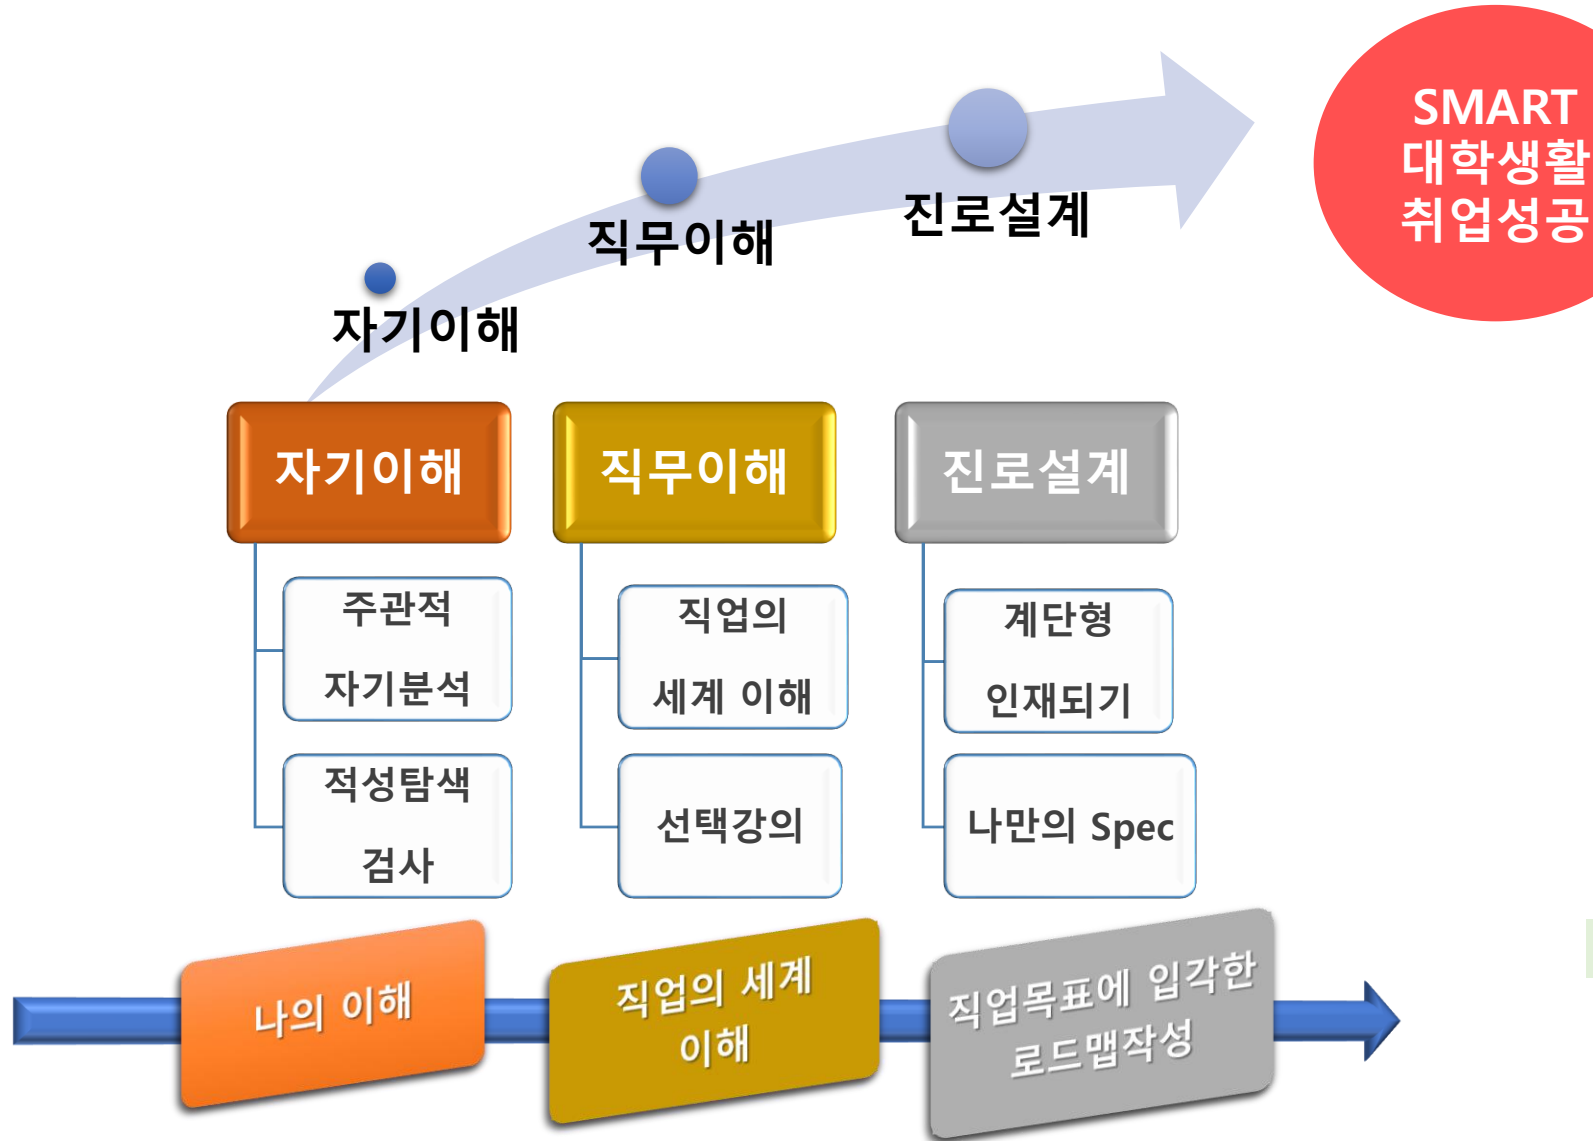 SMART
대학생활
취업성공
진로설계
직무이해
자기이해
자기이해
직무이해
진로설계
주관적
자기분석
직업의
세계 이해
계단형
인재되기
적성탐색
검사
선택강의
나만의 Spec
나의 이해
직업의 세계
이해
직업목표에 입각한
로드맵작성